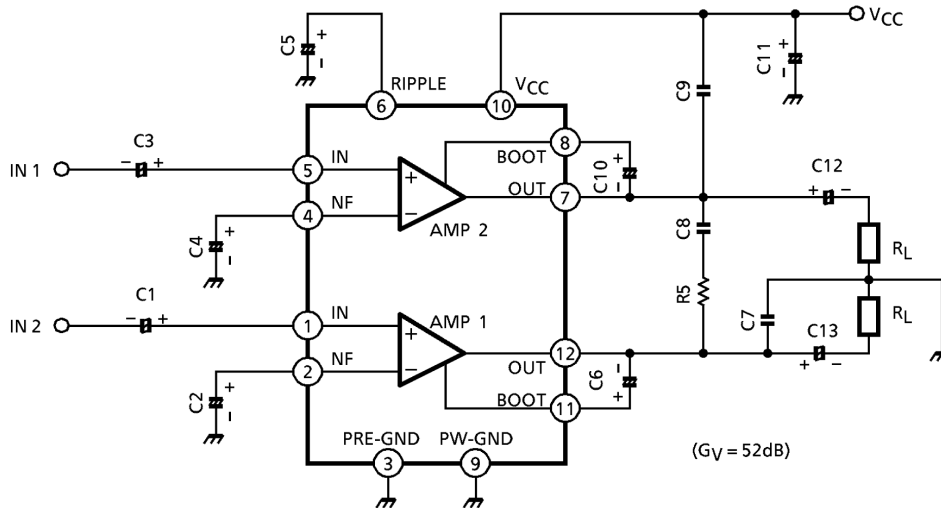 C5
+
-
RIPPLE
6
VCC
10
VCC
C11
+
-
C9
IN 1
C3
- +
5
IN
+
8
BOOT
C10
+
-
C12
+ -
4
NF
-
AMP 2
OUT
7
C4
+
-
C8
RL
R5
IN 2
C1
- +
1
IN
+
AMP 1
C7
C13
+ -
RL
2
NF
-
12
OUT
C6
-
+
C2
+
-
BOOT
11
PRE-GND
3
PW-GND
9
(GV = 52dB)